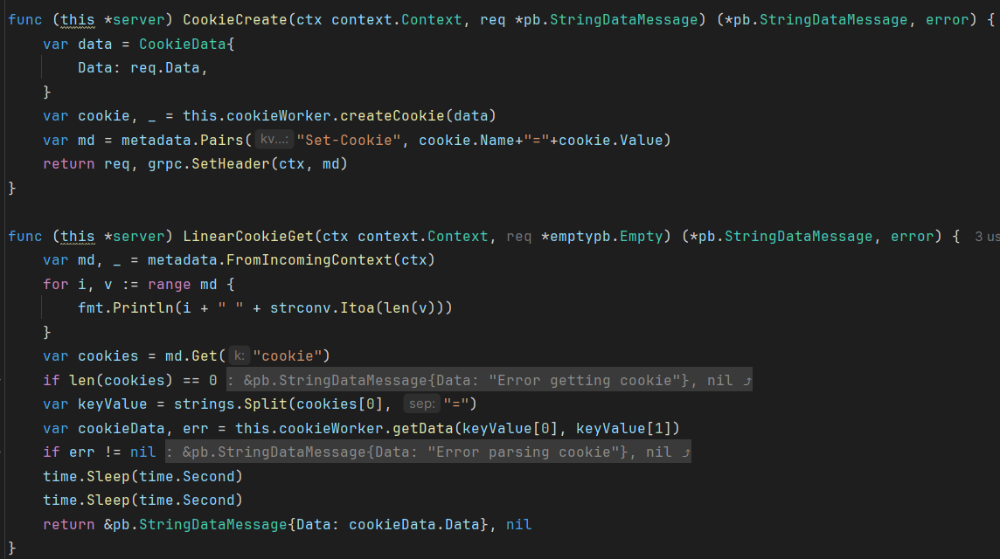 func (this *server) CookieCreate(ctx context.Context, req *pb.StringDataMessage) (*pb.StringDataMessage, error) {
    var data = CookieData{
        Data: req.Data,
    }
    var cookie, _ = this.cookieWorker.createCookie(data)
    var md = metadata.Pairs( kv...: "Set-Cookie", cookie.Name+"="+cookie.Value)
    return req, grpc.SetHeader(ctx, md)
}

func (this *server) LinearCookieGet(ctx context.Context, req *emptypb.Empty) (*pb.StringDataMessage, error) { 3 us
    var md, _ = metadata.FromIncomingContext(ctx)
    for i, v := range md {
        fmt.Println(i + " " + strconv.Itoa(len(v)))
    }
    var cookies = md.Get( k: "cookie")
    if len(cookies) == 0 : &pb.StringDataMessage{Data: "Error getting cookie"}, nil ⤴
    var keyValue = strings.Split(cookies[0], sep: "=")
    var cookieData, err = this.cookieWorker.getData(keyValue[0], keyValue[1])
    if err != nil : &pb.StringDataMessage{Data: "Error parsing cookie"}, nil ⤴
    time.Sleep(time.Second)
    time.Sleep(time.Second)
    return &pb.StringDataMessage{Data: cookieData.Data}, nil
}